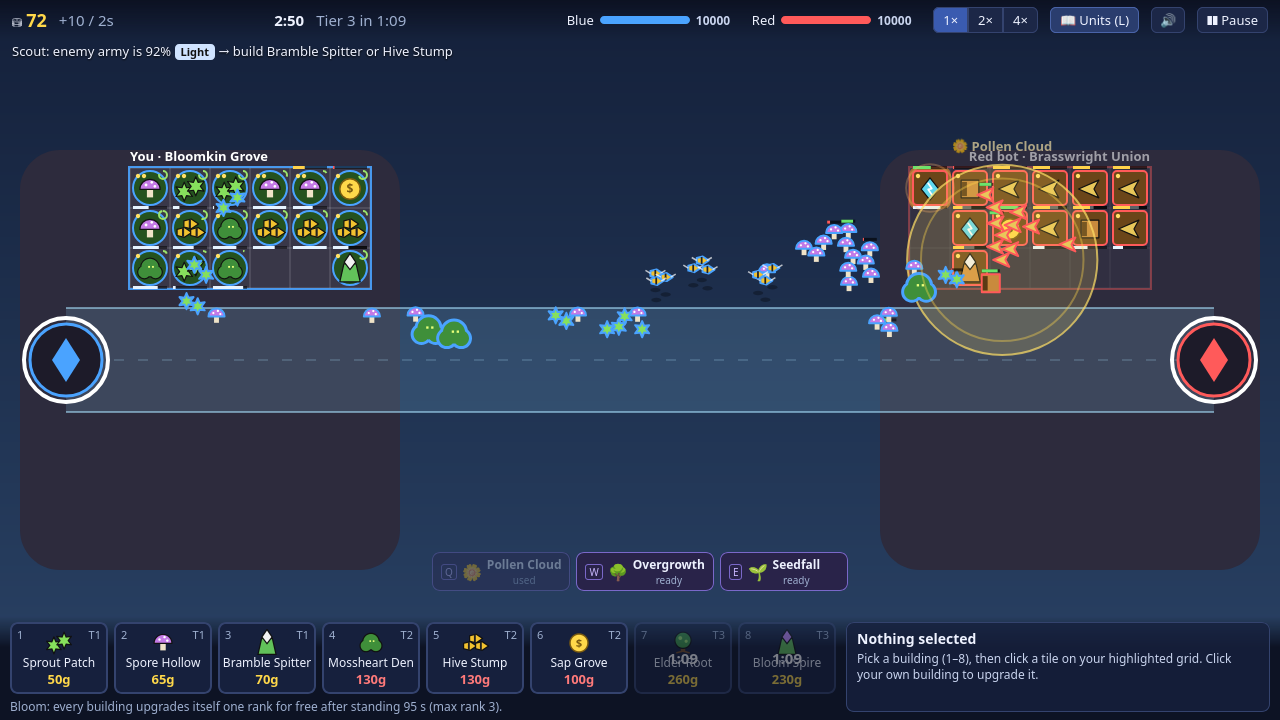 72 +10 / 2s 2:50 Tier 3 in 1:09 Blue 10000 Red 10000 1× 2× 4× Units (L) Pause
Scout: enemy army is 92% Light → build Bramble Spitter or Hive Stump
Pollen Cloud
You · Bloomkin Grove Red bot · Brasswright Union
Q Pollen Cloud used
W Overgrowth ready
E Seedfall ready
1 T1 Sprout Patch 50g
2 T1 Spore Hollow 65g
3 T1 Bramble Spitter 70g
4 T2 Mossheart Den 130g
5 T2 Hive Stump 130g
6 T2 Sap Grove 100g
7 T3 1:09 260g
8 T3 1:09 230g
Nothing selected
Pick a building (1–8), then click a tile on your highlighted grid. Click
your own building to upgrade it.
Bloom: every building upgrades itself one rank for free after standing 95 s (max rank 3).